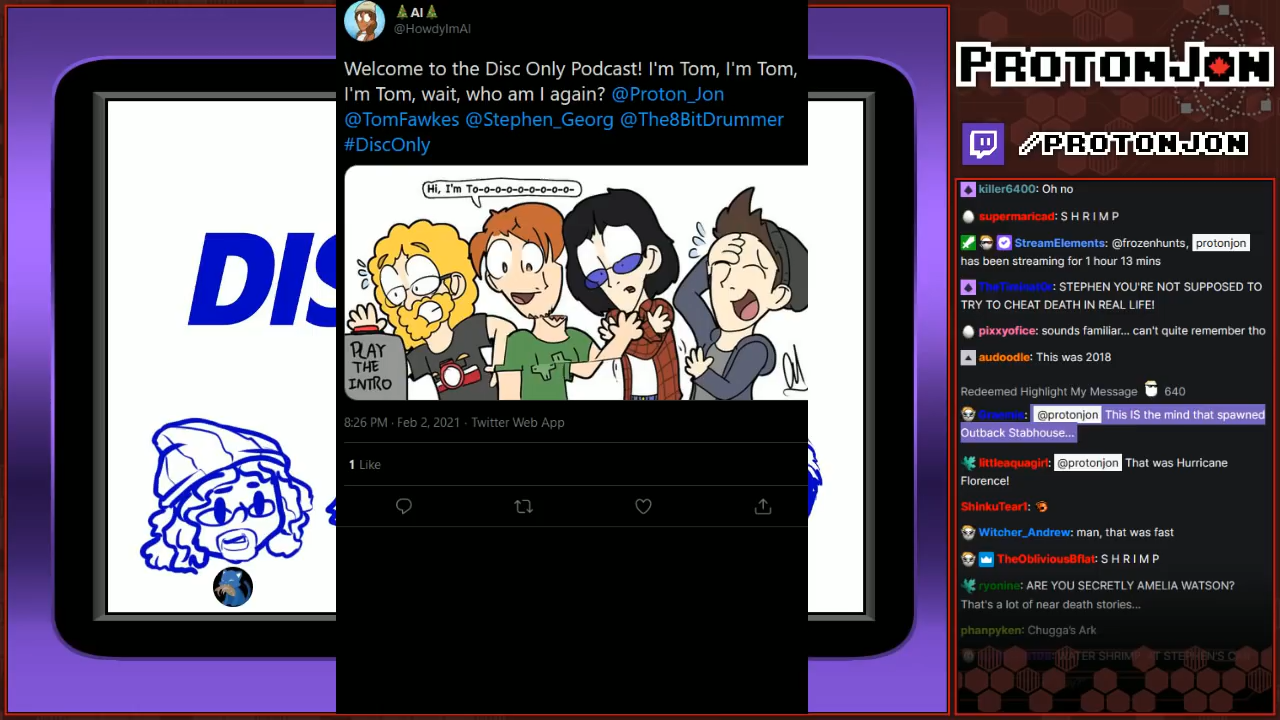 AI
@HowdyImAI
Welcome to the Disc Only Podcast! I'm Tom, I'm Tom,
I'm Tom, wait, who am I again? @Proton_Jon
@TomFawkes @Stephen_Georg @The8BitDrummer
#DiscOnly
Hi, I'm To-o-o-o-o-o-o-o-o-
PLAY
THE
INTRO
8:26 PM · Feb 2, 2021 · Twitter Web App
1 Like
DIS
PROTONJON
/PROTONJON
killer6400: Oh no
supermaricad: S H R I M P
StreamElements: @frozenhunts, protonjon
has been streaming for 1 hour 13 mins
STEPHEN YOU'RE NOT SUPPOSED TO
TRY TO CHEAT DEATH IN REAL LIFE!
pixxyofice: sounds familiar... can't quite remember tho
audoodle: This was 2018
Redeemed Highlight My Message 640
@protonjon This IS the mind that spawned
Outback Stabhouse...
littleaquagirl: @protonjon That was Hurricane
Florence!
ShinkuTear1:
Witcher_Andrew: man, that was fast
TheObliviousBflat: S H R I M P
ryonine: ARE YOU SECRETLY AMELIA WATSON?
That's a lot of near death stories...
phanpyken: Chugga's Ark